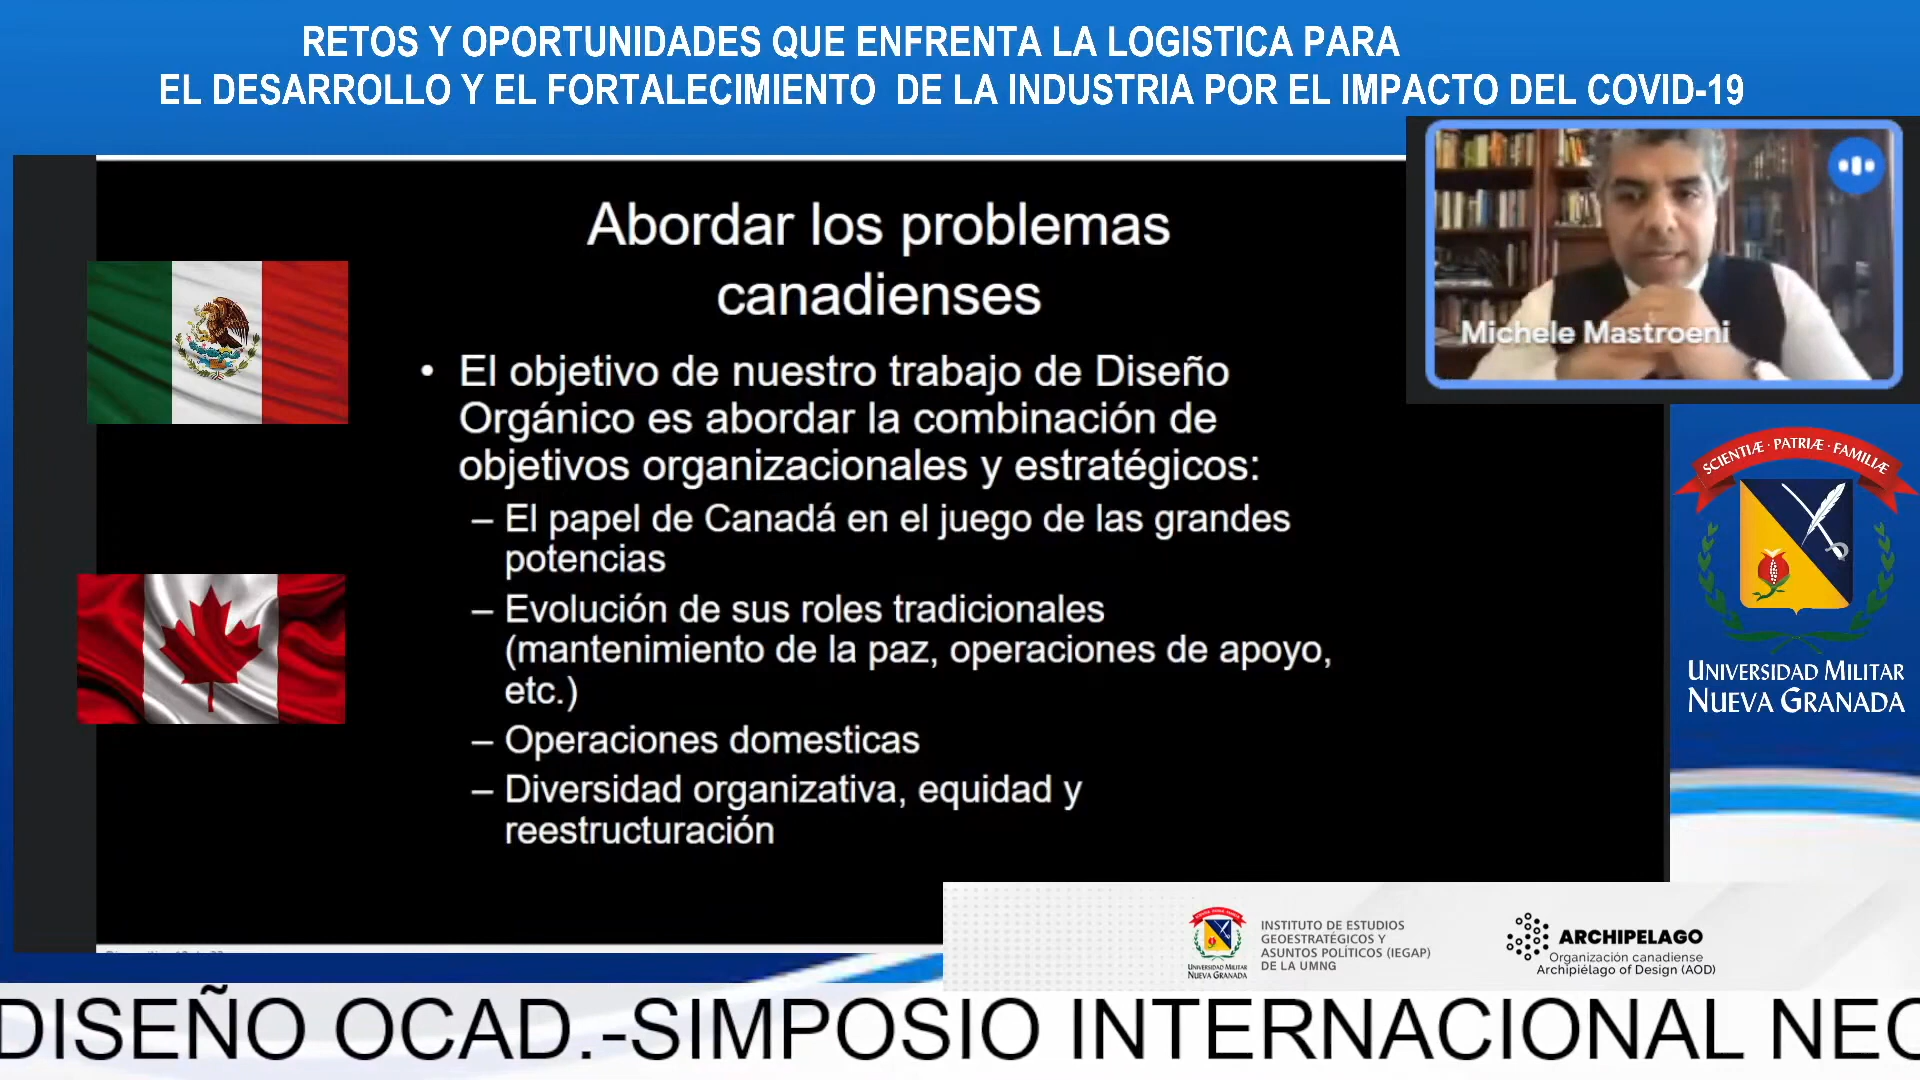 RETOS Y OPORTUNIDADES QUE ENFRENTA LA LOGISTICA PARA
EL DESARROLLO Y EL FORTALECIMIENTO DE LA INDUSTRIA POR EL IMPACTO DEL COVID-19
Michele Mastroeni
Abordar los problemas
canadienses
• El objetivo de nuestro trabajo de Diseño
Orgánico es abordar la combinación de
objetivos organizacionales y estratégicos:
– El papel de Canadá en el juego de las grandes
potencias
– Evolución de sus roles tradicionales
(mantenimiento de la paz, operaciones de apoyo,
etc.)
– Operaciones domesticas
– Diversidad organizativa, equidad y
reestructuración
SCIENTIÆ · PATRIÆ · FAMILIÆ
UNIVERSIDAD MILITAR
NUEVA GRANADA
UNIVERSIDAD MILITAR
NUEVA GRANADA
INSTITUTO DE ESTUDIOS
GEOESTRATÉGICOS Y
ASUNTOS POLÍTICOS (IEGAP)
DE LA UMNG
ARCHIPELAGO
Organización canadiense
Archipiélago of Design (AOD)
DISEÑO OCAD.-SIMPOSIO INTERNACIONAL NEO